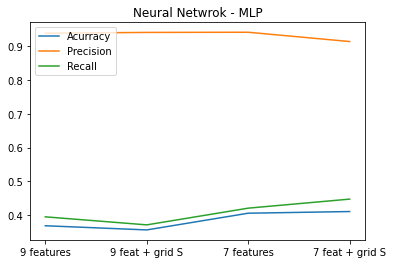 Neural Netwrok - MLP
Acurracy
Precision
Recall
0.9
0.8
0.7
0.6
0.5
0.4
9 features
9 feat + grid S
7 features
7 feat + grid S